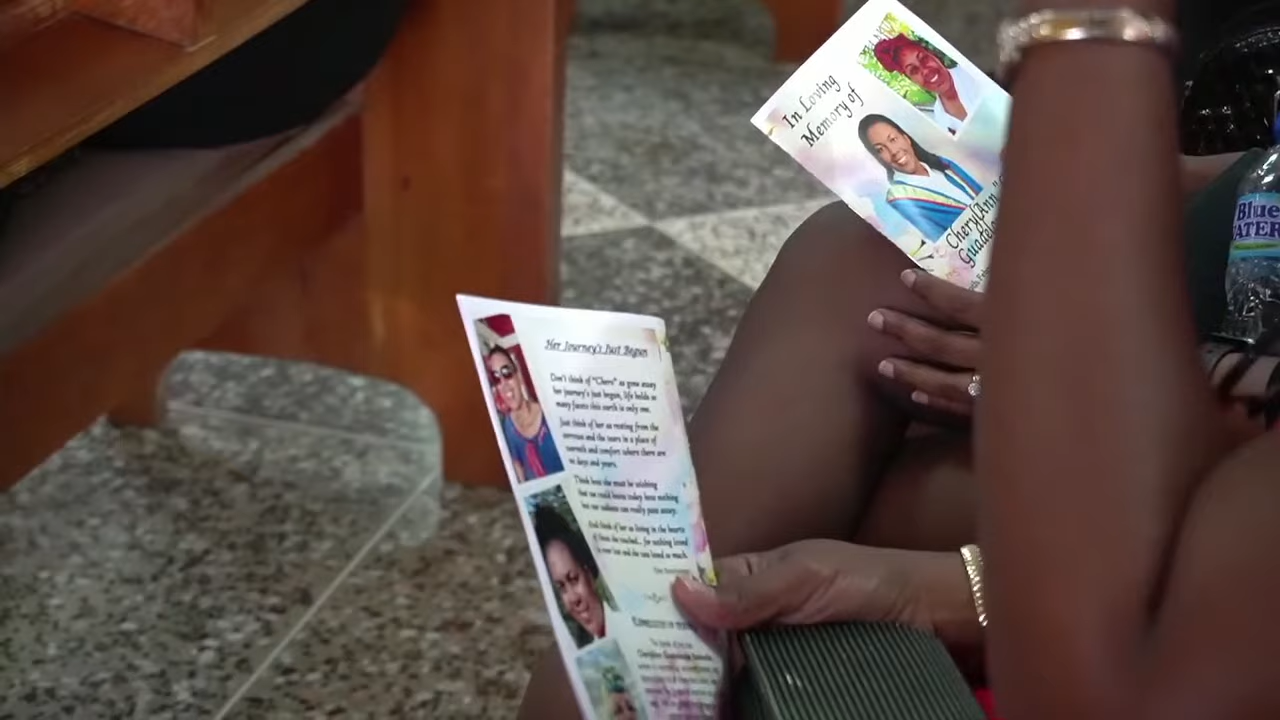 In Loving
Memory of
CherylAnn "C
Guadelo
Blue
WATER
Her Journey's Just Begun
Don't think of "Cherv" as gone away
her journey's just begun, life holds so
many facets this earth is only one.
Just think of her as resting from the
sorrows and the tears in a place of
warmth and comfort where there are
no days and years.
Think how she must be wishing
that we could know today how nothing
but our sadness can really pass away.
And think of her as living in the hearts
of those she touched... for nothing loved
is ever lost and she was loved so much.